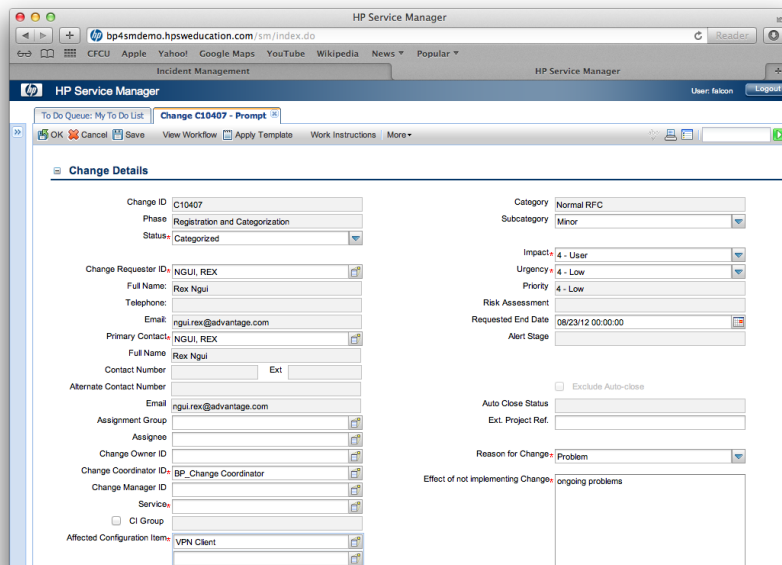 HP Service Manager
bp4smdemo.hpsweducation.com/sm/index.do
Reader
CFCU Apple Yahoo! Google Maps YouTube Wikipedia News Popular
Incident Management
HP Service Manager
hp HP Service Manager
User: falcon
Logout
To Do Queue: My To Do List
Change C10407 - Prompt
OK Cancel Save View Workflow Apply Template Work Instructions More
Change Details
Change ID C10407
Category Normal RFC
Phase Registration and Categorization
Subcategory Minor
Status* Categorized
Impact* 4 - User
Change Requester ID* NGUI, REX
Urgency* 4 - Low
Full Name: Rex Ngui
Priority 4 - Low
Telephone:
Risk Assessment
Email: ngui.rex@advantage.com
Requested End Date 08/23/12 00:00:00
Primary Contact* NGUI, REX
Alert Stage
Full Name Rex Ngui
Contact Number Ext
Alternate Contact Number
Exclude Auto-close
Email ngui.rex@advantage.com
Auto Close Status
Assignment Group
Ext. Project Ref.
Assignee
Change Owner ID
Reason for Change* Problem
Change Coordinator ID* BP_Change Coordinator
Effect of not implementing Change* ongoing problems
Change Manager ID
Service*
CI Group
Affected Configuration Item* VPN Client